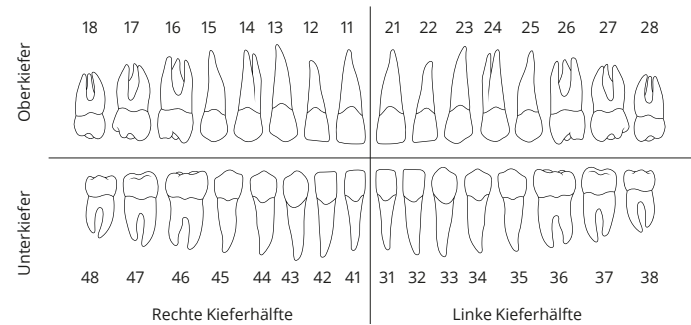 18 17 16 15 14 13 12 11 21 22 23 24 25 26 27 28
Oberkiefer
Unterkiefer
48 47 46 45 44 43 42 41 31 32 33 34 35 36 37 38
Rechte Kieferhälfte Linke Kieferhälfte